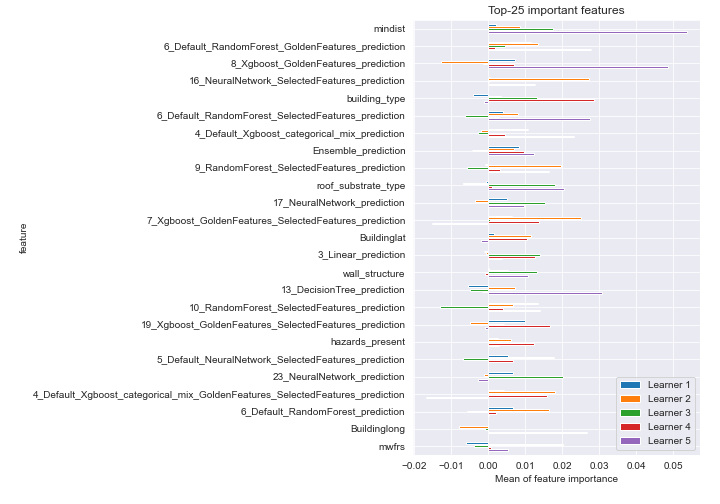 Top-25 important features
mindist
6_Default_RandomForest_GoldenFeatures_prediction
8_Xgboost_GoldenFeatures_prediction
16_NeuralNetwork_SelectedFeatures_prediction
building_type
6_Default_RandomForest_SelectedFeatures_prediction
4_Default_Xgboost_categorical_mix_prediction
Ensemble_prediction
9_RandomForest_SelectedFeatures_prediction
roof_substrate_type
17_NeuralNetwork_prediction
7_Xgboost_GoldenFeatures_SelectedFeatures_prediction
Buildinglat
3_Linear_prediction
wall_structure
13_DecisionTree_prediction
10_RandomForest_SelectedFeatures_prediction
19_Xgboost_GoldenFeatures_SelectedFeatures_prediction
hazards_present
5_Default_NeuralNetwork_SelectedFeatures_prediction
23_NeuralNetwork_prediction
4_Default_Xgboost_categorical_mix_GoldenFeatures_SelectedFeatures_prediction
6_Default_RandomForest_prediction
Buildinglong
mwfrs
feature
Learner 1
Learner 2
Learner 3
Learner 4
Learner 5
−0.02 −0.01 0.00 0.01 0.02 0.03 0.04 0.05
Mean of feature importance